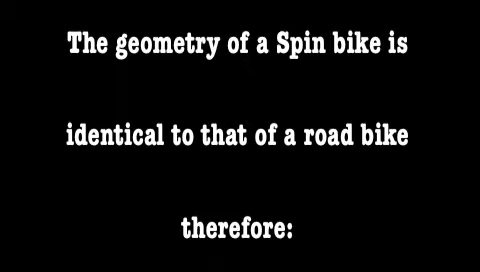 The geometry of a Spin bike is
identical to that of a road bike
therefore: